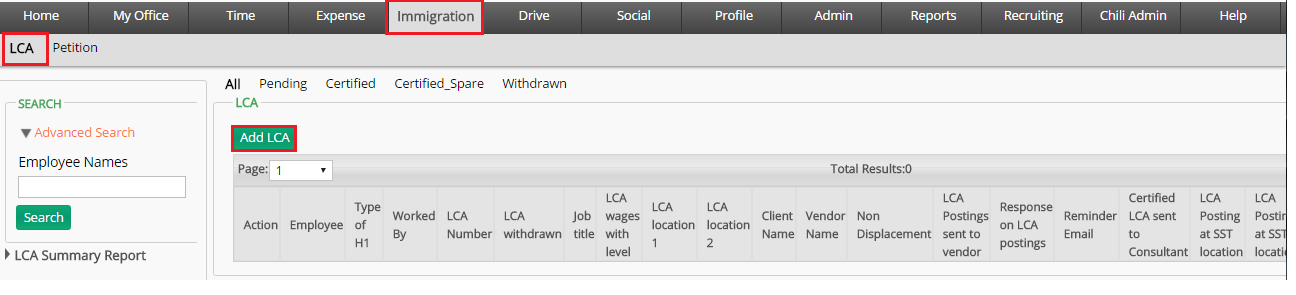 Home My Office Time Expense Immigration Drive Social Profile Admin Reports Recruiting Chili Admin Help
LCA Petition
All Pending Certified Certified_Spare Withdrawn
SEARCH
Advanced Search
Employee Names
Search
LCA Summary Report
LCA
Add LCA
Page: 1 Total Results:0
Action
Employee
Type
of
H1
Worked
By
LCA
Number
LCA
withdrawn
Job
title
LCA
wages
with
level
LCA
location
1
LCA
location
2
Client
Name
Vendor
Name
Non
Displacement
LCA
Postings
sent to
vendor
Response
on LCA
postings
Reminder
Email
Certified
LCA sent
to
Consultant
LCA
Posting
at SST
location
LCA
at SST